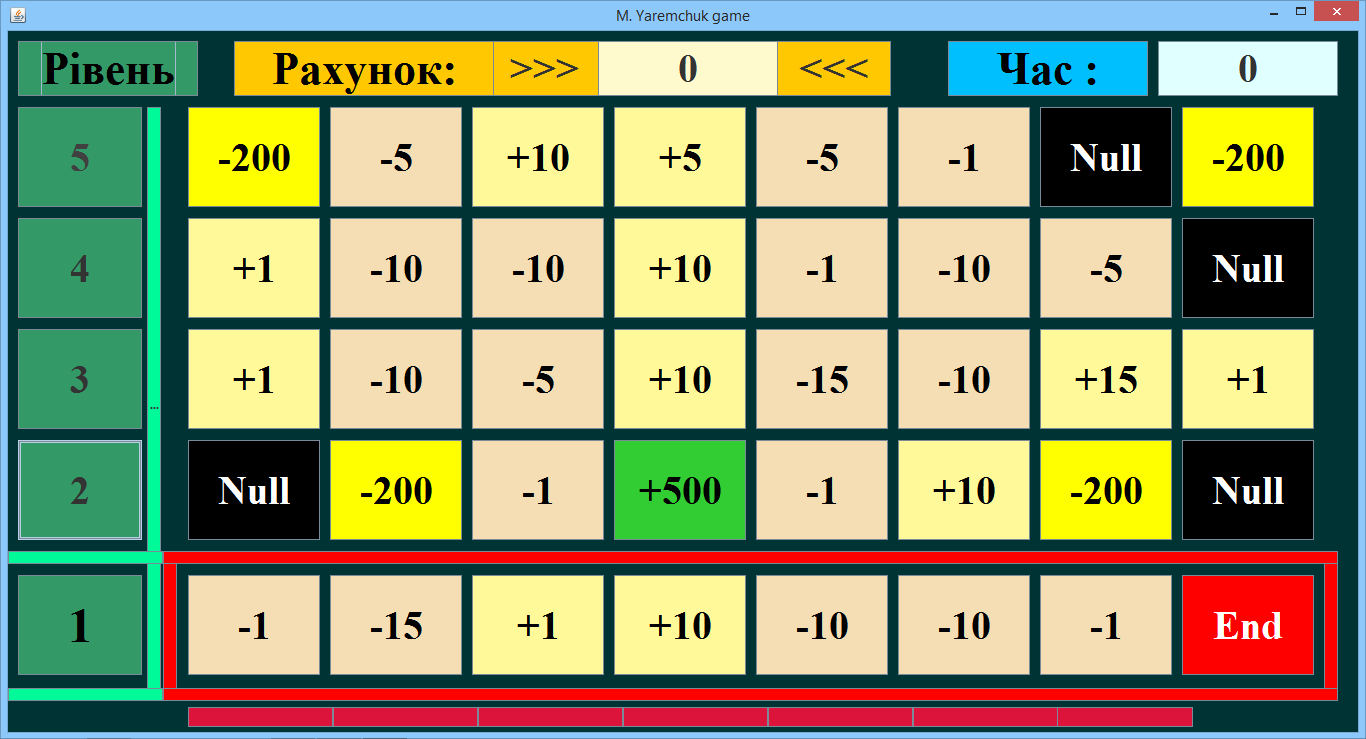 M. Yaremchuk game
Рівень Рахунок: >>> 0 <<< Час : 0
5 -200 -5 +10 +5 -5 -1 Null -200
4 +1 -10 -10 +10 -1 -10 -5 Null
3 +1 -10 -5 +10 -15 -10 +15 +1
...
2 Null -200 -1 +500 -1 +10 -200 Null
1 -1 -15 +1 +10 -10 -10 -1 End